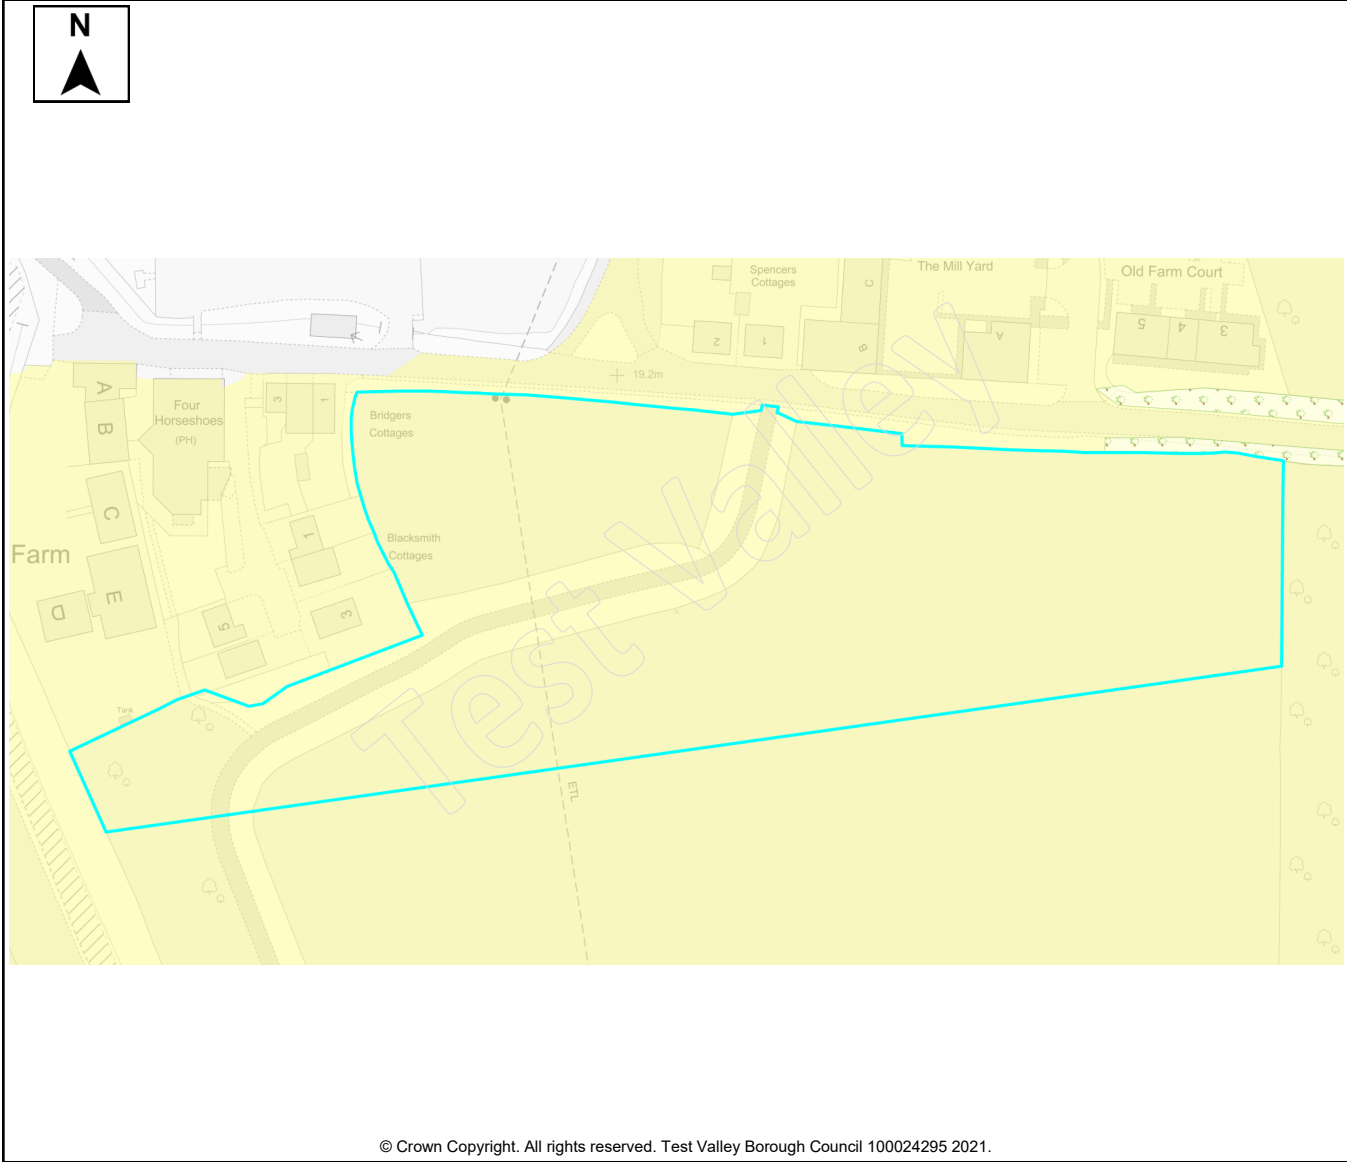 N
Spencers
Cottages
The Mill Yard
Old Farm Court
C
A
2
1
B
A
5
4
3
19.2m
A
B
Four
Horseshoes
(PH)
3
1
Bridgers
Cottages
C
1
Blacksmith
Cottages
Farm
D
E
5
3
Tank
ETL
Test Valley
© Crown Copyright. All rights reserved. Test Valley Borough Council 100024295 2021.